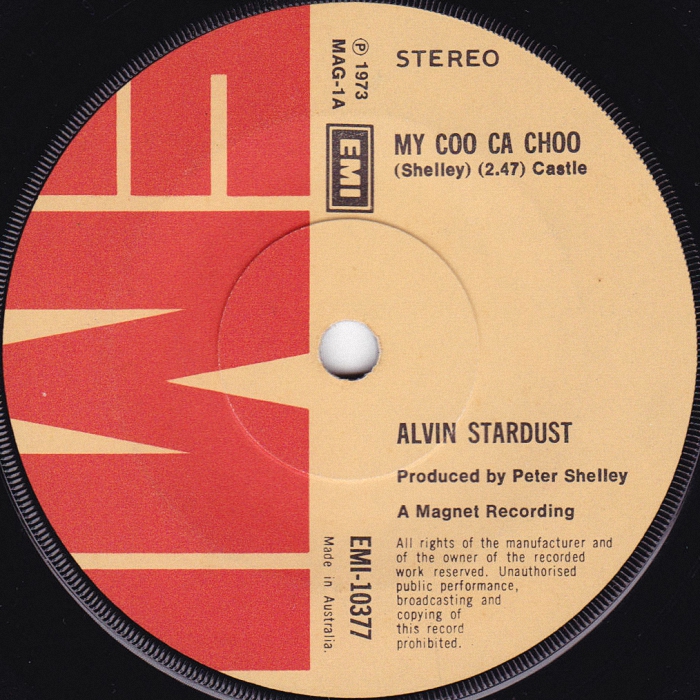 STEREO
℗ 1973
MAG-1A
EMI
MY COO CA CHOO
(Shelley) (2.47) Castle
ALVIN STARDUST
Produced by Peter Shelley
A Magnet Recording
All rights of the manufacturer and
of the owner of the recorded
work reserved. Unauthorised
public performance,
broadcasting and
copying of
this record
prohibited.
EMI-10377
Made in Australia.
EMI